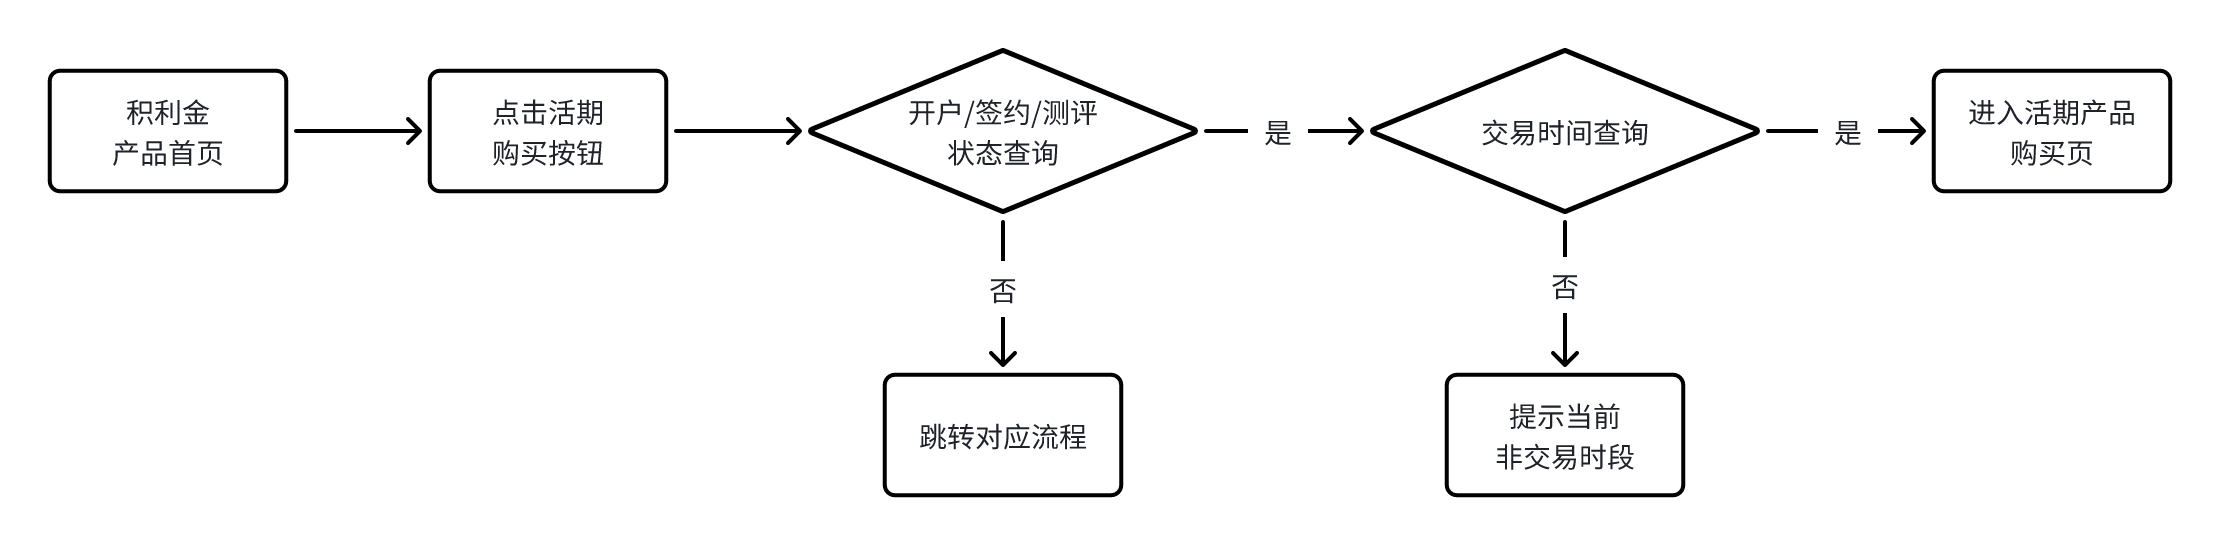 积利金
产品首页
点击活期
购买按钮
开户/签约/测评
状态查询
是
交易时间查询
是
进入活期产品
购买页
否
否
跳转对应流程
提示当前
非交易时段